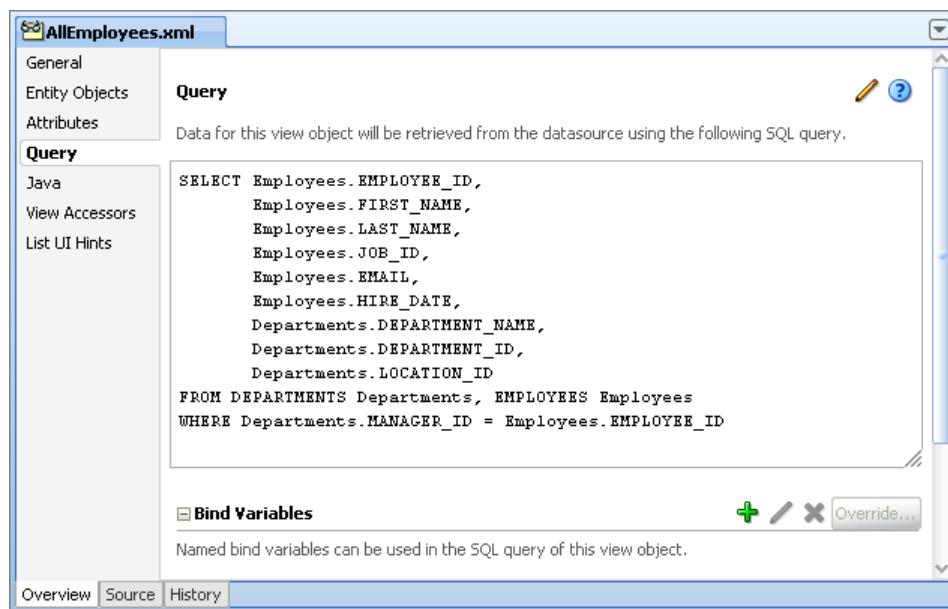 AllEmployees.xml
General
Entity Objects
Attributes
Query
Java
View Accessors
List UI Hints
Query
Data for this view object will be retrieved from the datasource using the following SQL query.
SELECT Employees.EMPLOYEE_ID,
Employees.FIRST_NAME,
Employees.LAST_NAME,
Employees.JOB_ID,
Employees.EMAIL,
Employees.HIRE_DATE,
Departments.DEPARTMENT_NAME,
Departments.DEPARTMENT_ID,
Departments.LOCATION_ID
FROM DEPARTMENTS Departments, EMPLOYEES Employees
WHERE Departments.MANAGER_ID = Employees.EMPLOYEE_ID
Bind Variables
Override...
Named bind variables can be used in the SQL query of this view object.
Overview Source History